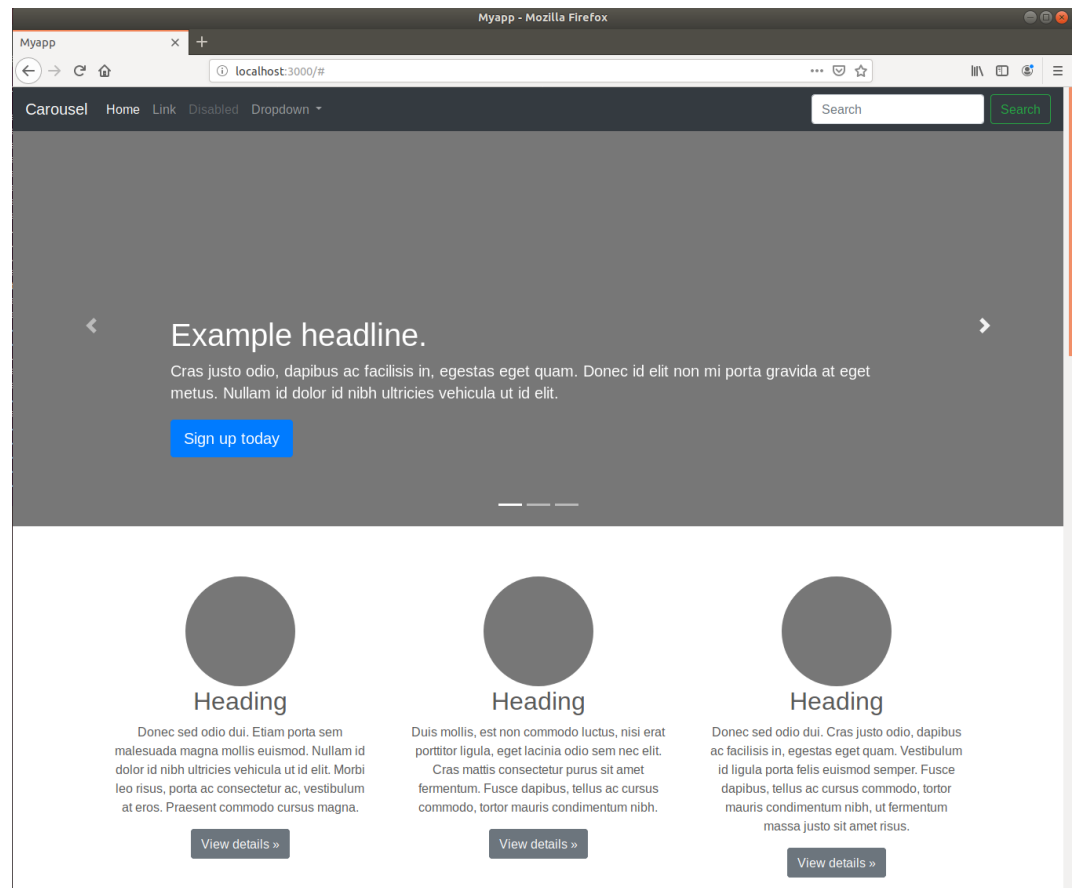 Myapp - Mozilla Firefox
Myapp
localhost:3000/#
Carousel Home Link Disabled Dropdown Search Search
Example headline.
Cras justo odio, dapibus ac facilisis in, egestas eget quam. Donec id elit non mi porta gravida at eget
metus. Nullam id dolor id nibh ultricies vehicula ut id elit.
Sign up today
Heading
Donec sed odio dui. Etiam porta sem
malesuada magna mollis euismod. Nullam id
dolor id nibh ultricies vehicula ut id elit. Morbi
leo risus, porta ac consectetur ac, vestibulum
at eros. Praesent commodo cursus magna.
View details »
Heading
Duis mollis, est non commodo luctus, nisi erat
porttitor ligula, eget lacinia odio sem nec elit.
Cras mattis consectetur purus sit amet
fermentum. Fusce dapibus, tellus ac cursus
commodo, tortor mauris condimentum nibh.
View details »
Heading
Donec sed odio dui. Cras justo odio, dapibus
ac facilisis in, egestas eget quam. Vestibulum
id ligula porta felis euismod semper. Fusce
dapibus, tellus ac cursus commodo, tortor
mauris condimentum nibh, ut fermentum
massa justo sit amet risus.
View details »